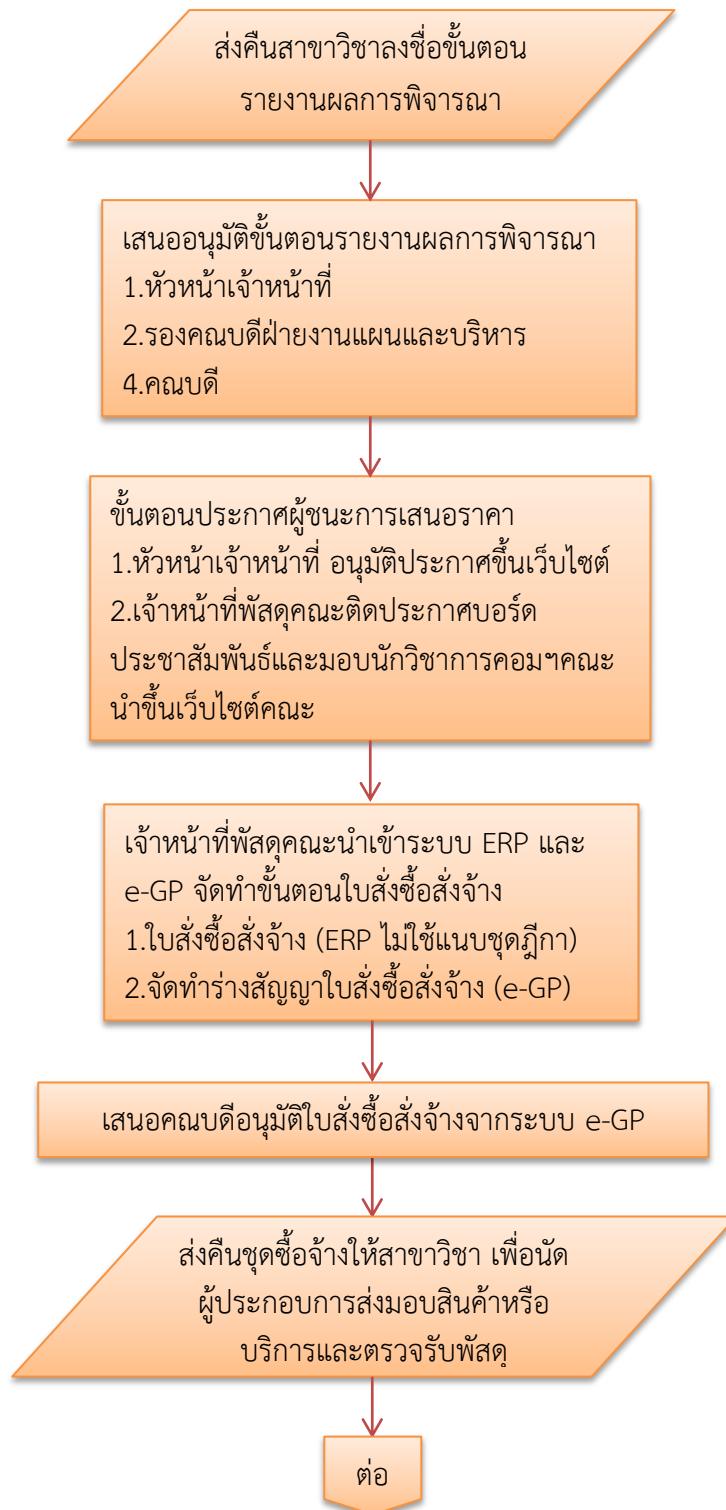 ส่งคืนสาขาวิชาลงชื่อขั้นตอน
รายงานผลการพิจารณา
เสนออนุมัติขั้นตอนรายงานผลการพิจารณา
1.หัวหน้าเจ้าหน้าที่
2.รองคณบดีฝ่ายงานแผนและบริหาร
4.คณบดี
ขั้นตอนประกาศผู้ชนะการเสนอราคา
1.หัวหน้าเจ้าหน้าที่ อนุมัติประกาศขึ้นเว็บไซต์
2.เจ้าหน้าที่พัสดุคณะติดประกาศบอร์ด
ประชาสัมพันธ์และมอบนักวิชาการคอมฯคณะ
นำขึ้นเว็บไซต์คณะ
เจ้าหน้าที่พัสดุคณะนำเข้าระบบ ERP และ
e-GP จัดทำขั้นตอนใบสั่งซื้อสั่งจ้าง
1.ใบสั่งซื้อสั่งจ้าง (ERP ไม่ใช้แนบชุดฎีกา)
2.จัดทำร่างสัญญาใบสั่งซื้อสั่งจ้าง (e-GP)
เสนอคณบดีอนุมัติใบสั่งซื้อสั่งจ้างจากระบบ e-GP
ส่งคืนชุดซื้อจ้างให้สาขาวิชา เพื่อนัด
ผู้ประกอบการส่งมอบสินค้าหรือ
บริการและตรวจรับพัสดุ
ต่อ